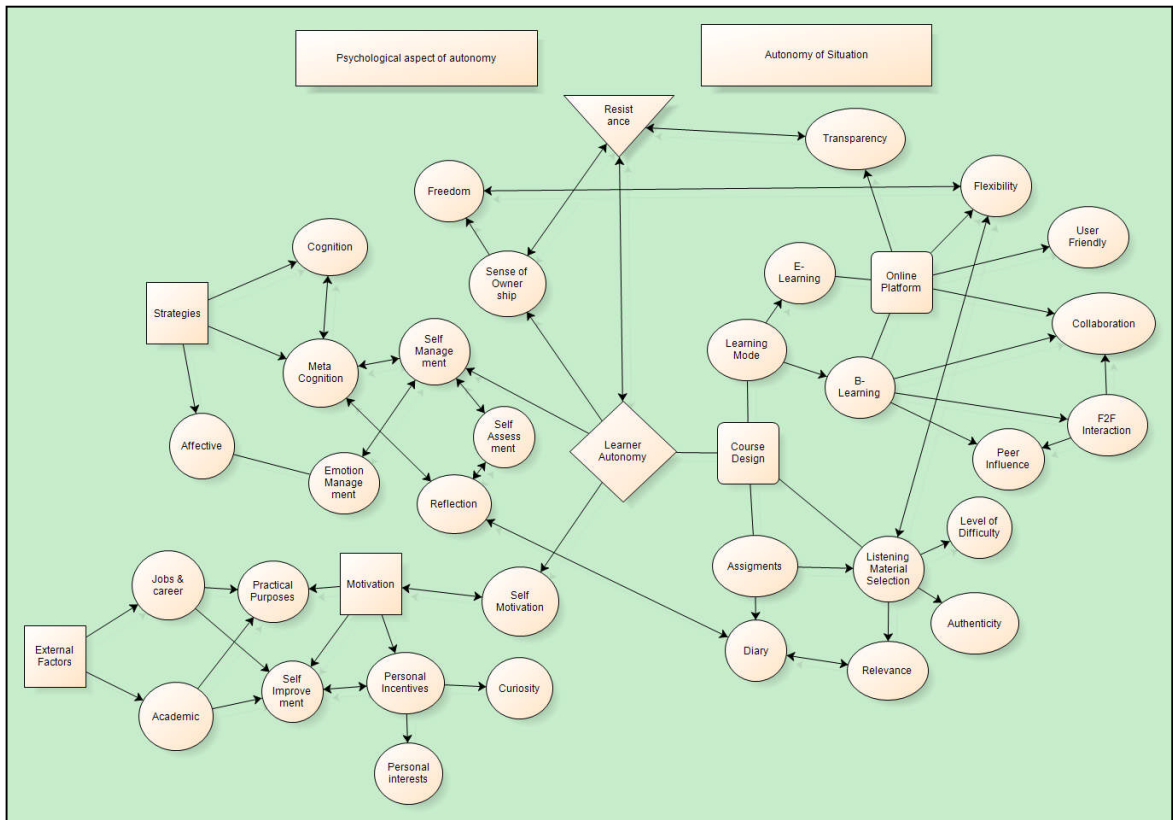 Psychological aspect of autonomy
Autonomy of Situation
Resist
ance
Transparency
Freedom
Flexibility
Cognition
User
Friendly
Sense of
Owner
ship
E-
Learning
Online
Platform
Strategies
Collaboration
Self
Manage
ment
Learning
Mode
Meta
Cognition
B-
Learning
F2F
Interaction
Self
Assess
ment
Affective
Learner
Autonomy
Course
Design
Peer
Influence
Emotion
Manage
ment
Reflection
Level of
Difficulty
Jobs &
career
Practical
Purposes
Motivation
Assigments
Listening
Material
Selection
Self
Motivation
Authenticity
External
Factors
Diary
Relevance
Self
Improve
ment
Personal
Incentives
Curiosity
Academic
Personal
interests